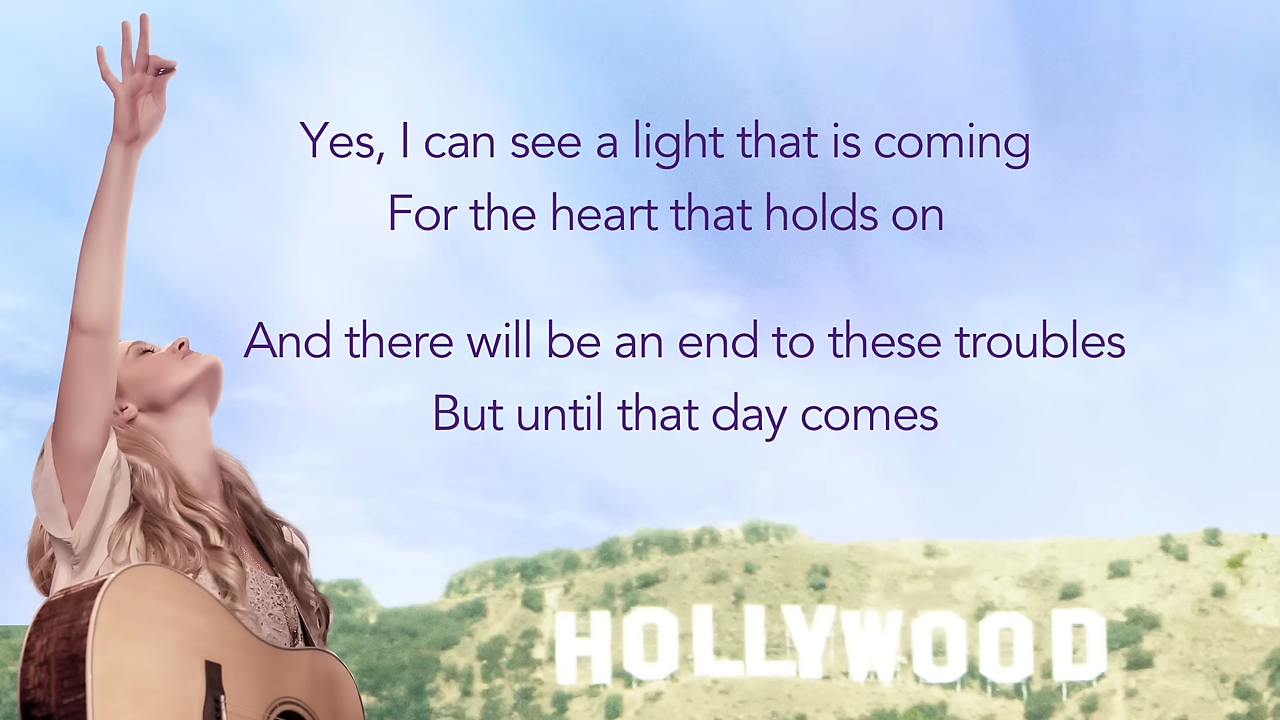 Yes, I can see a light that is coming
For the heart that holds on
And there will be an end to these troubles
But until that day comes
HOLLYWOOD